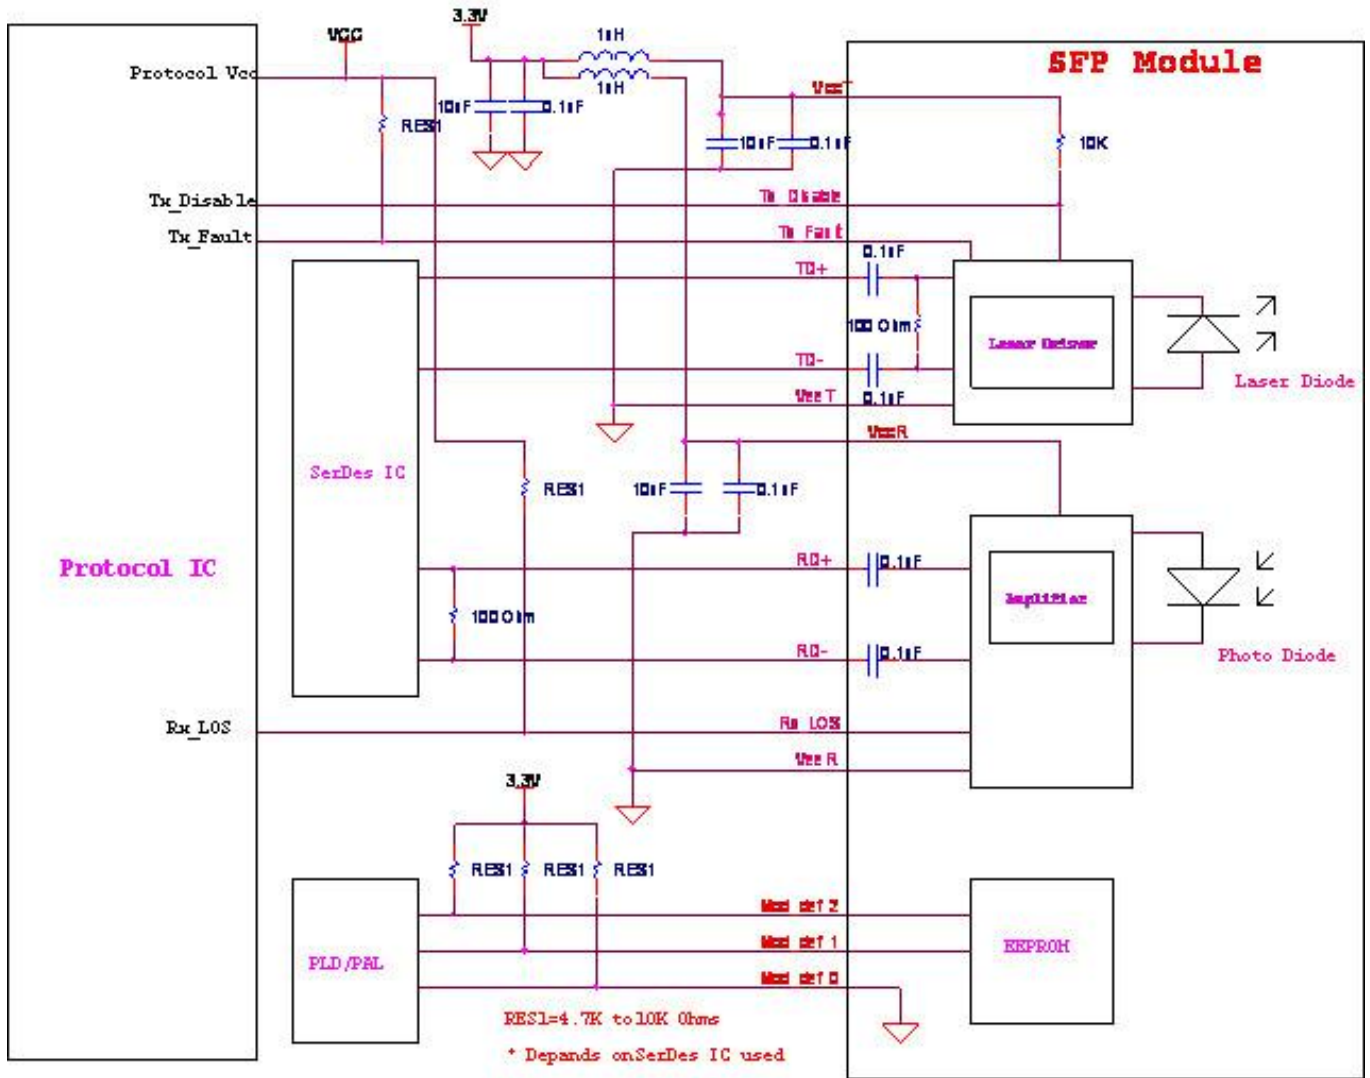 3.3V
VCC
1uH
SFP Module
Protocol Vcc
1uH
VccT
10uF
0.1uF
RES1
10uF
0.1uF
10K
Tx_Disable
Tx Disable
Tx_Fault
Tx Fault
0.1uF
TD+
100 Ohm
Laser Driver
TD-
Laser Diode
VeeT
0.1uF
VccR
SerDes IC
RES1
10uF
0.1uF
Protocol IC
RD+
0.1uF
Amplifier
100 Ohm
RD-
0.1uF
Photo Diode
Rx_LOS
Rx LOS
VeeR
3.3V
RES1
RES1
RES1
Mod def 2
PLD/PAL
Mod def 1
EEPROM
Mod def 0
RES1=4.7K to10K Ohms
* Depands onSerDes IC used